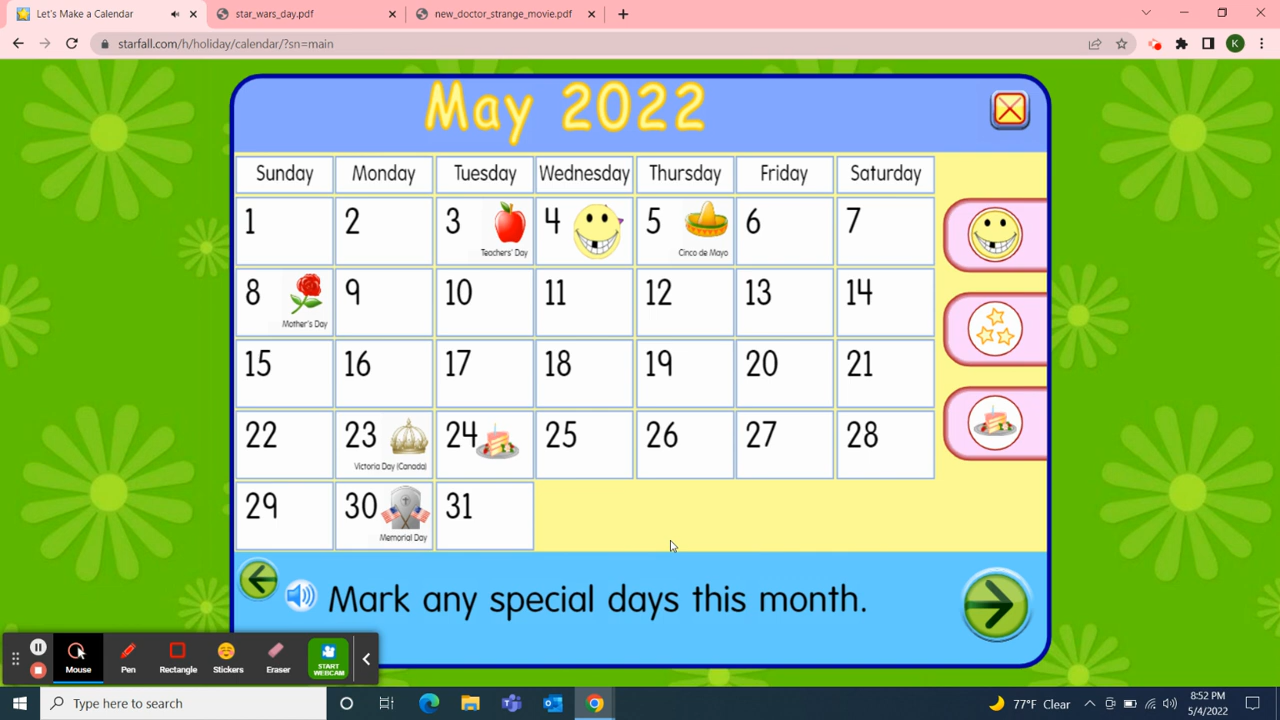 Let's Make a Calendar
star_wars_day.pdf
new_doctor_strange_movie.pdf
starfall.com/h/holiday/calendar/?sn=main
K
May 2022
Sunday Monday Tuesday Wednesday Thursday Friday Saturday
1 2 3 4 5 6 7
Teachers' Day Cinco de Mayo
8 9 10 11 12 13 14
Mother's Day
15 16 17 18 19 20 21
22 23 24 25 26 27 28
Victoria Day (Canada)
29 30 31
Memorial Day
Mark any special days this month.
Mouse Pen Rectangle Stickers Eraser START WEBCAM
Type here to search
77°F Clear
8:52 PM
5/4/2022